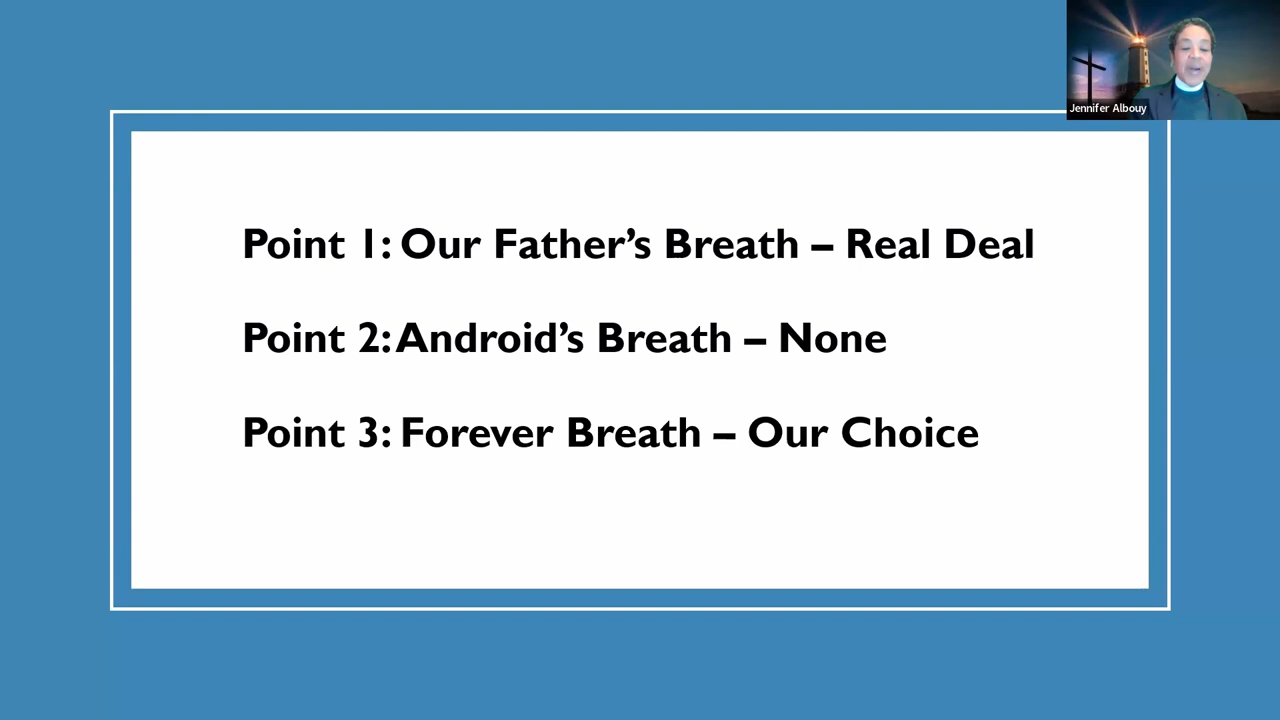 Jennifer Albouy
Point 1: Our Father’s Breath – Real Deal
Point 2: Android’s Breath – None
Point 3: Forever Breath – Our Choice